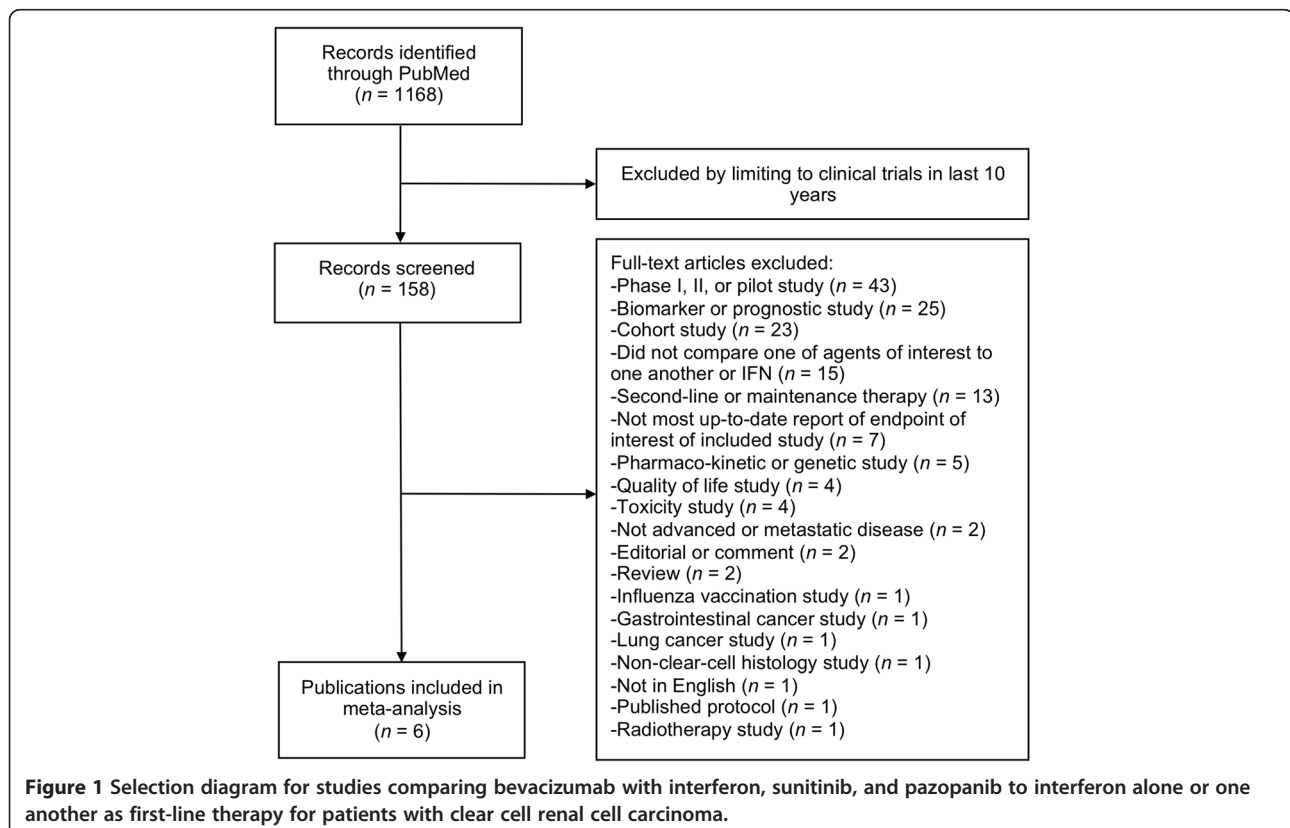 Records identified
through PubMed
(n = 1168)
Excluded by limiting to clinical trials in last 10
years
Records screened
(n = 158)
Full-text articles excluded:
-Phase I, II, or pilot study (n = 43)
-Biomarker or prognostic study (n = 25)
-Cohort study (n = 23)
-Did not compare one of agents of interest to
one another or IFN (n = 15)
-Second-line or maintenance therapy (n = 13)
-Not most up-to-date report of endpoint of
interest of included study (n = 7)
-Pharmaco-kinetic or genetic study (n = 5)
-Quality of life study (n = 4)
-Toxicity study (n = 4)
-Not advanced or metastatic disease (n = 2)
-Editorial or comment (n = 2)
-Review (n = 2)
-Influenza vaccination study (n = 1)
-Gastrointestinal cancer study (n = 1)
-Lung cancer study (n = 1)
-Non-clear-cell histology study (n = 1)
-Not in English (n = 1)
-Published protocol (n = 1)
-Radiotherapy study (n = 1)
Publications included in
meta-analysis
(n = 6)
Figure 1 Selection diagram for studies comparing bevacizumab with interferon, sunitinib, and pazopanib to interferon alone or one
another as first-line therapy for patients with clear cell renal cell carcinoma.